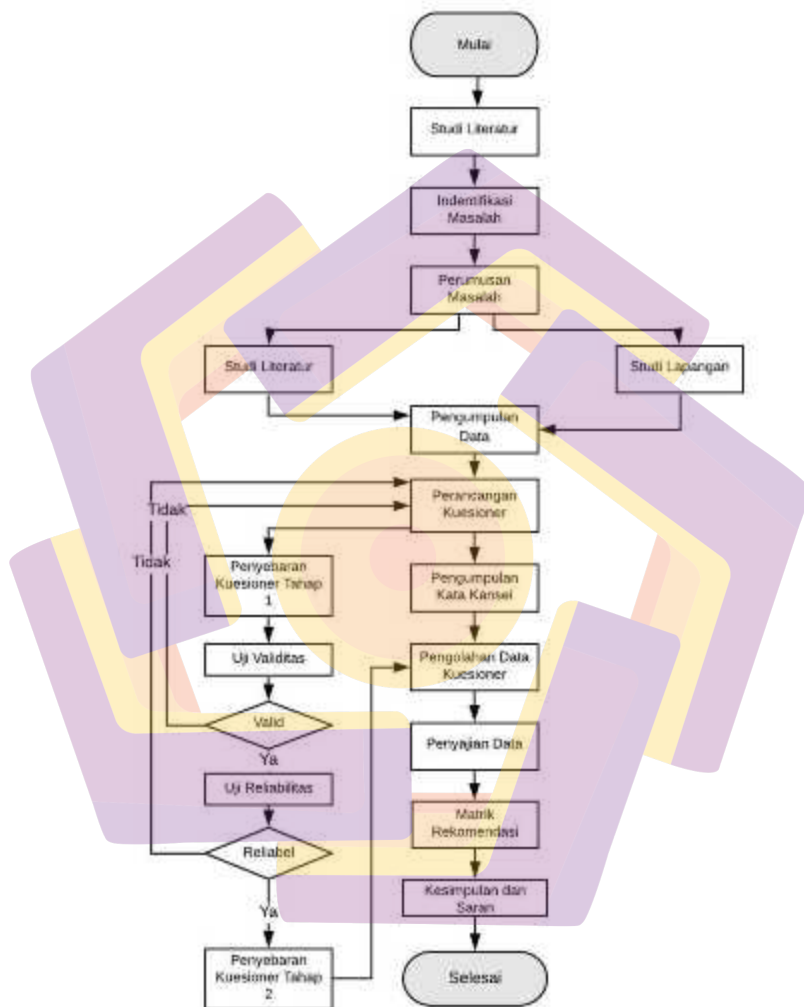 Mulai
Studi Literatur
Indentifikasi
Masalah
Perumusan
Masalah
Studi Literatur
Studi Lapangan
Pengumpulan
Data
Perancangan
Kuesioner
Tidak
Tidak
Penyebaran
Kuesioner Tahap
1
Pengumpulan
Kata Kansei
Uji Validitas
Pengolahan Data
Kuesioner
Valid
Ya
Penyajian Data
Uji Reliabilitas
Matrik
Rekomendasi
Reliabel
Ya
Kesimpulan dan
Saran
Penyebaran
Kuesioner Tahap
2
Selesai